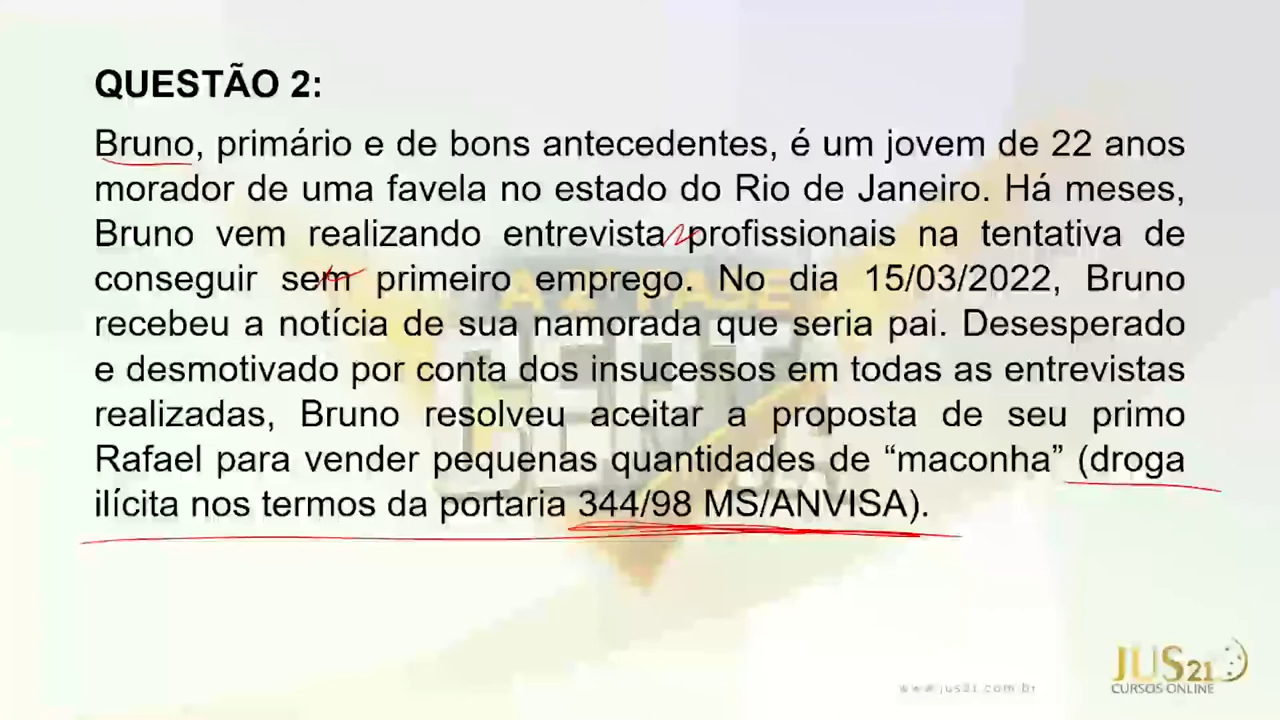 QUESTÃO 2:
Bruno, primário e de bons antecedentes, é um jovem de 22 anos
morador de uma favela no estado do Rio de Janeiro. Há meses,
Bruno vem realizando entrevista profissionais na tentativa de
conseguir sem primeiro emprego. No dia 15/03/2022, Bruno
recebeu a notícia de sua namorada que seria pai. Desesperado
e desmotivado por conta dos insucessos em todas as entrevistas
realizadas, Bruno resolveu aceitar a proposta de seu primo
Rafael para vender pequenas quantidades de “maconha” (droga
ilícita nos termos da portaria 344/98 MS/ANVISA).
www.jus21.com.br
JUS21
CURSOS ONLINE